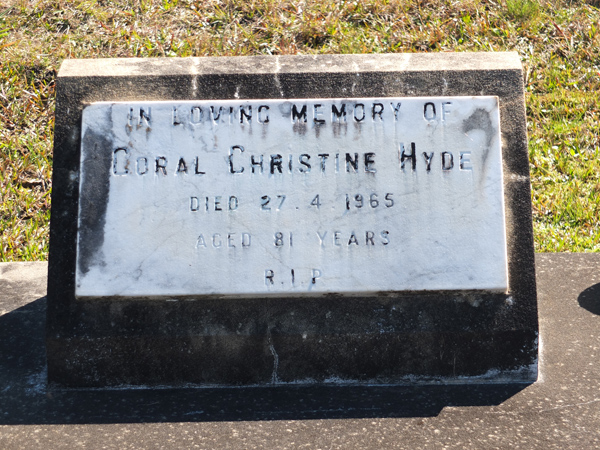 IN LOVING MEMORY OF
CORAL CHRISTINE HYDE
DIED 27.4.1965
AGED 81 YEARS
R.I.P